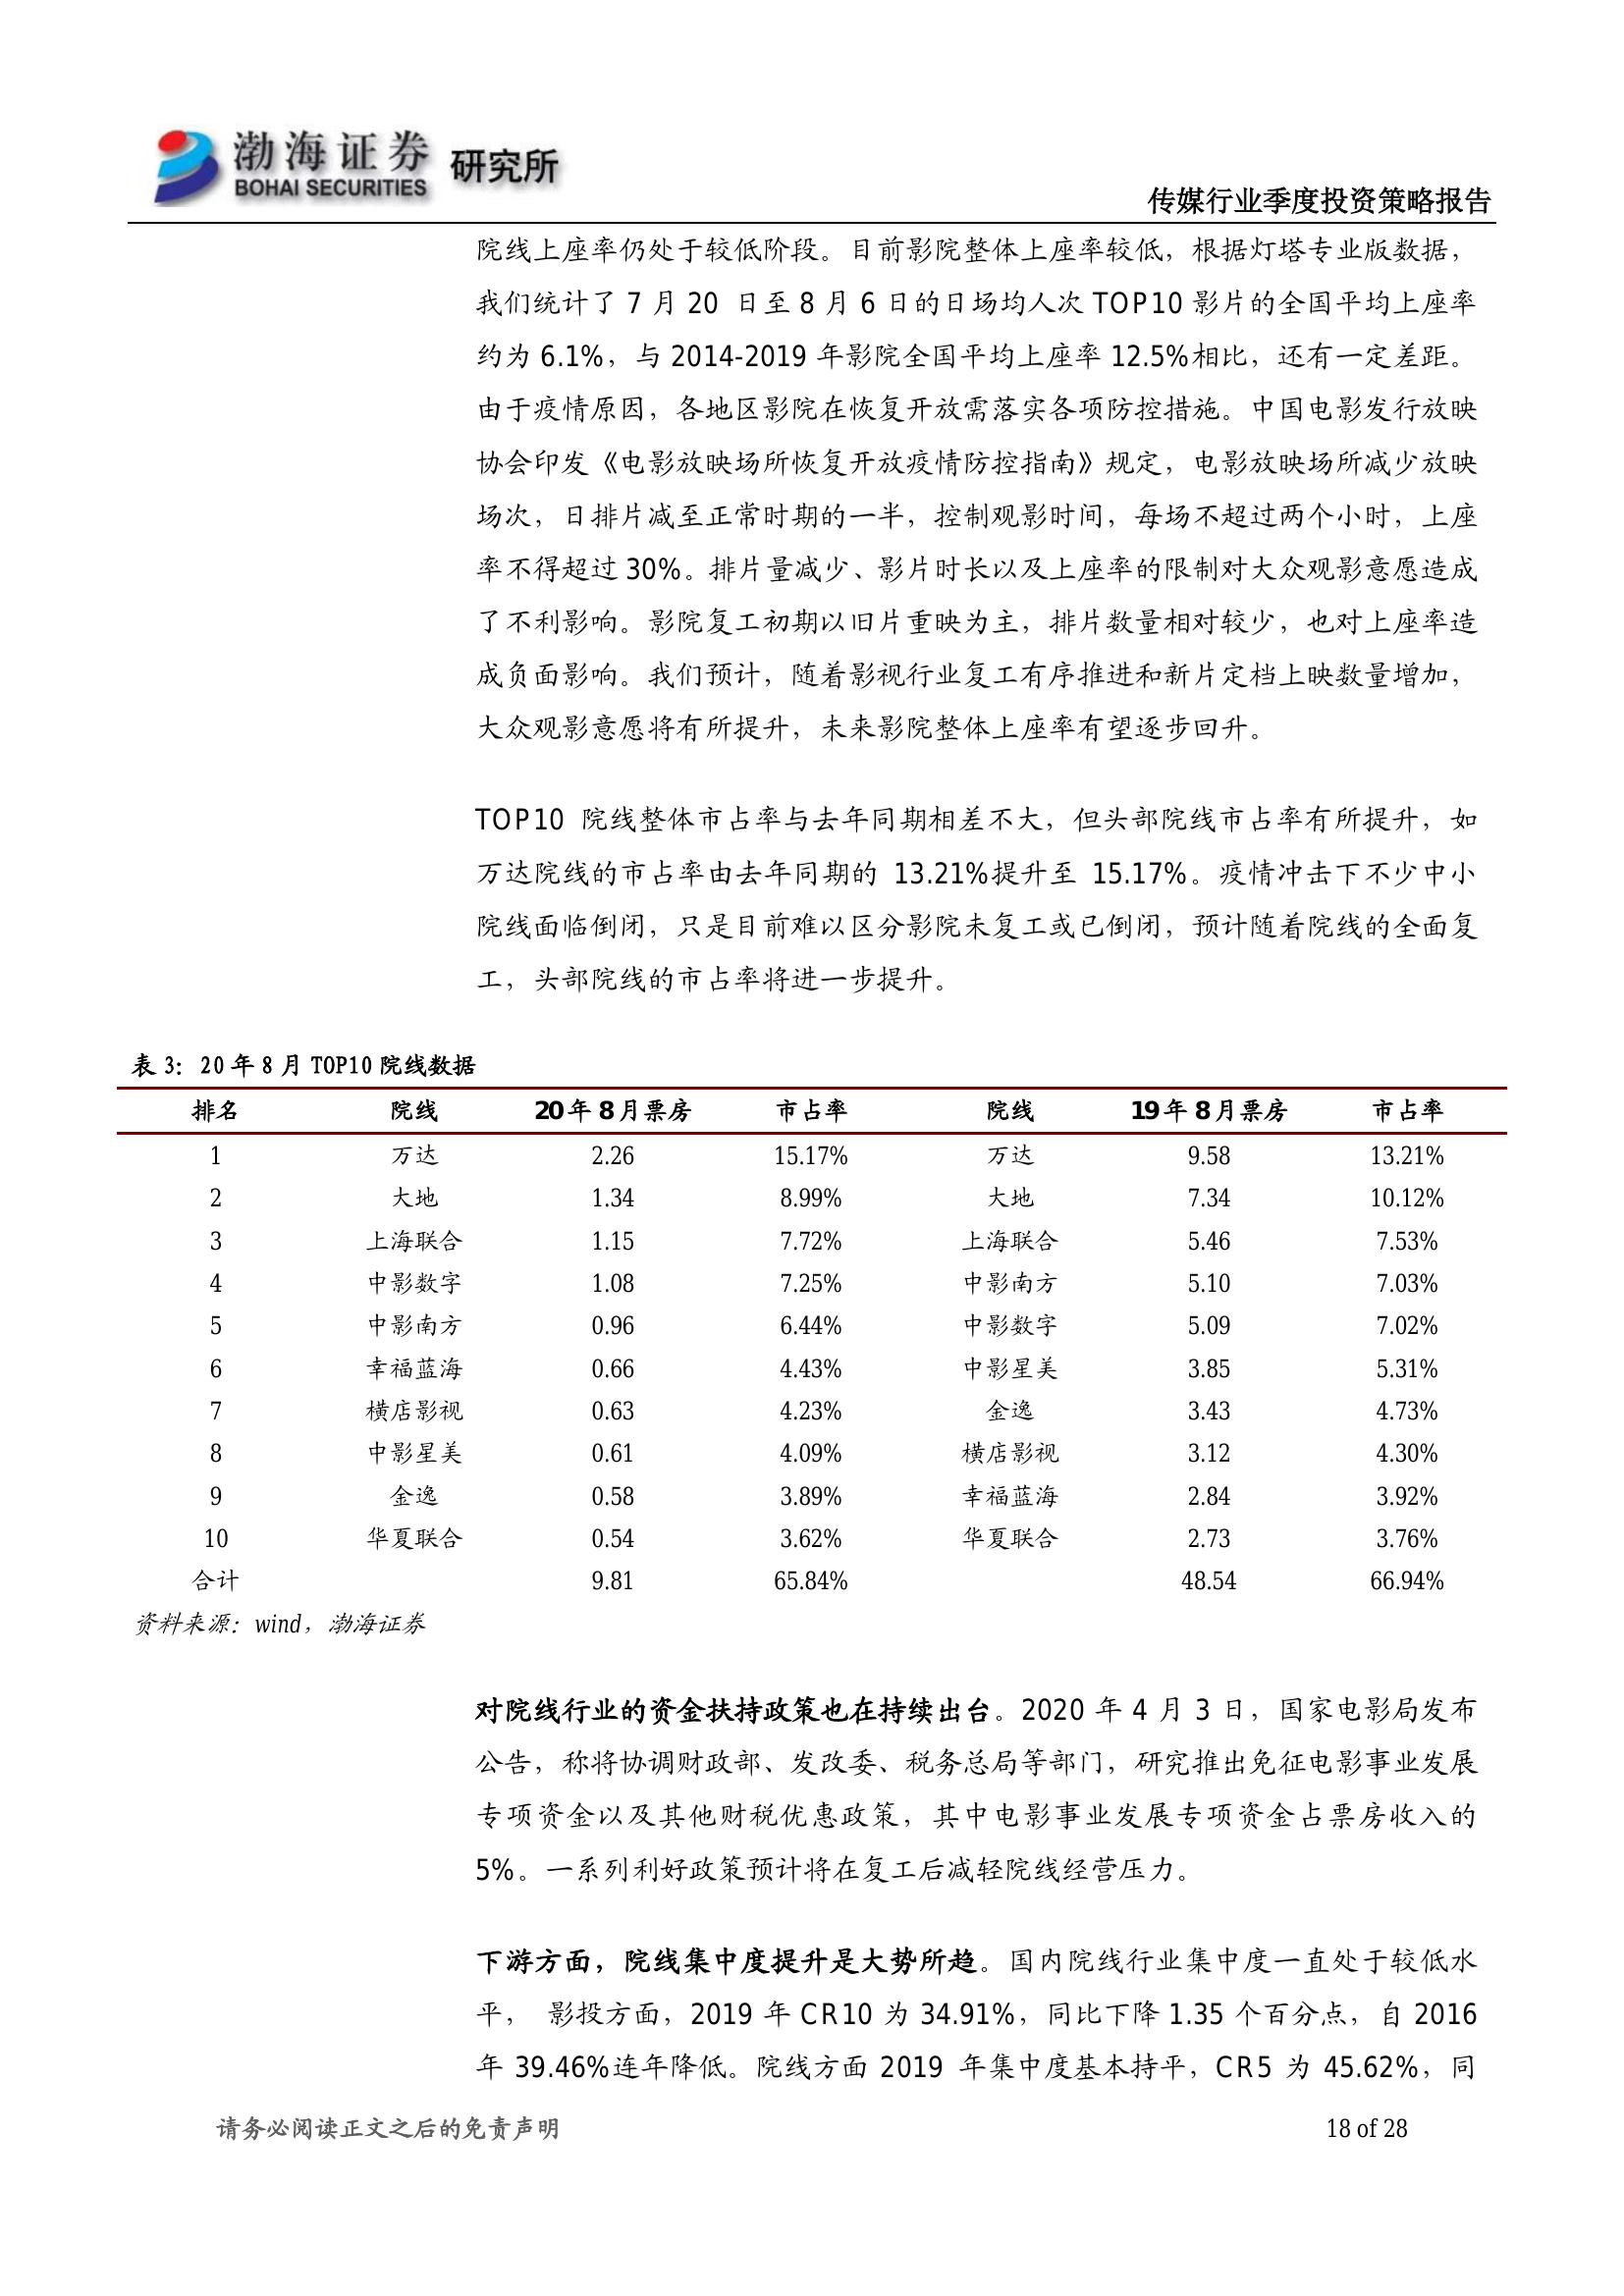 渤海证券 研究所
BOHAI SECURITIES
传媒行业季度投资策略报告
院线上座率仍处于较低阶段。目前影院整体上座率较低，根据灯塔专业版数据，
我们统计了 7 月 20 日至 8 月 6 日的日场均人次 TOP10 影片的全国平均上座率
约为 6.1%，与 2014-2019 年影院全国平均上座率 12.5%相比，还有一定差距。
由于疫情原因，各地区影院在恢复开放需落实各项防控措施。中国电影发行放映
协会印发《电影放映场所恢复开放疫情防控指南》规定，电影放映场所减少放映
场次，日排片减至正常时期的一半，控制观影时间，每场不超过两个小时，上座
率不得超过 30%。排片量减少、影片时长以及上座率的限制对大众观影意愿造成
了不利影响。影院复工初期以旧片重映为主，排片数量相对较少，也对上座率造
成负面影响。我们预计，随着影视行业复工有序推进和新片定档上映数量增加，
大众观影意愿将有所提升，未来影院整体上座率有望逐步回升。
TOP10 院线整体市占率与去年同期相差不大，但头部院线市占率有所提升，如
万达院线的市占率由去年同期的 13.21%提升至 15.17%。疫情冲击下不少中小
院线面临倒闭，只是目前难以区分影院未复工或已倒闭，预计随着院线的全面复
工，头部院线的市占率将进一步提升。
表 3：20 年 8 月 TOP10 院线数据
排名 院线 20 年 8 月票房 市占率 院线 19 年 8 月票房 市占率
1 万达 2.26 15.17% 万达 9.58 13.21%
2 大地 1.34 8.99% 大地 7.34 10.12%
3 上海联合 1.15 7.72% 上海联合 5.46 7.53%
4 中影数字 1.08 7.25% 中影南方 5.10 7.03%
5 中影南方 0.96 6.44% 中影数字 5.09 7.02%
6 幸福蓝海 0.66 4.43% 中影星美 3.85 5.31%
7 横店影视 0.63 4.23% 金逸 3.43 4.73%
8 中影星美 0.61 4.09% 横店影视 3.12 4.30%
9 金逸 0.58 3.89% 幸福蓝海 2.84 3.92%
10 华夏联合 0.54 3.62% 华夏联合 2.73 3.76%
合计 9.81 65.84% 48.54 66.94%
资料来源：wind，渤海证券
对院线行业的资金扶持政策也在持续出台。2020 年 4 月 3 日，国家电影局发布
公告，称将协调财政部、发改委、税务总局等部门，研究推出免征电影事业发展
专项资金以及其他财税优惠政策，其中电影事业发展专项资金占票房收入的
5%。一系列利好政策预计将在复工后减轻院线经营压力。
下游方面，院线集中度提升是大势所趋。国内院线行业集中度一直处于较低水
平， 影投方面，2019 年 CR10 为 34.91%，同比下降 1.35 个百分点，自 2016
年 39.46%连年降低。院线方面 2019 年集中度基本持平，CR5 为 45.62%，同
请务必阅读正文之后的免责声明 18 of 28